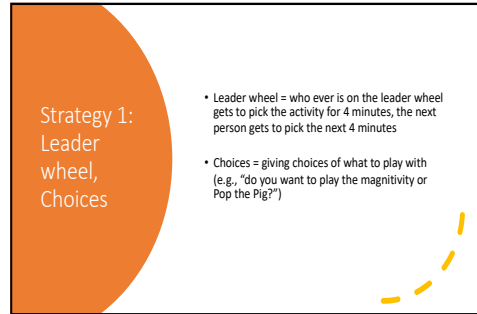 Strategy 1:
Leader
wheel,
Choices
• Leader wheel = who ever is on the leader wheel
gets to pick the activity for 4 minutes, the next
person gets to pick the next 4 minutes
• Choices = giving choices of what to play with
(e.g., “do you want to play the magnitivity or
Pop the Pig?”)